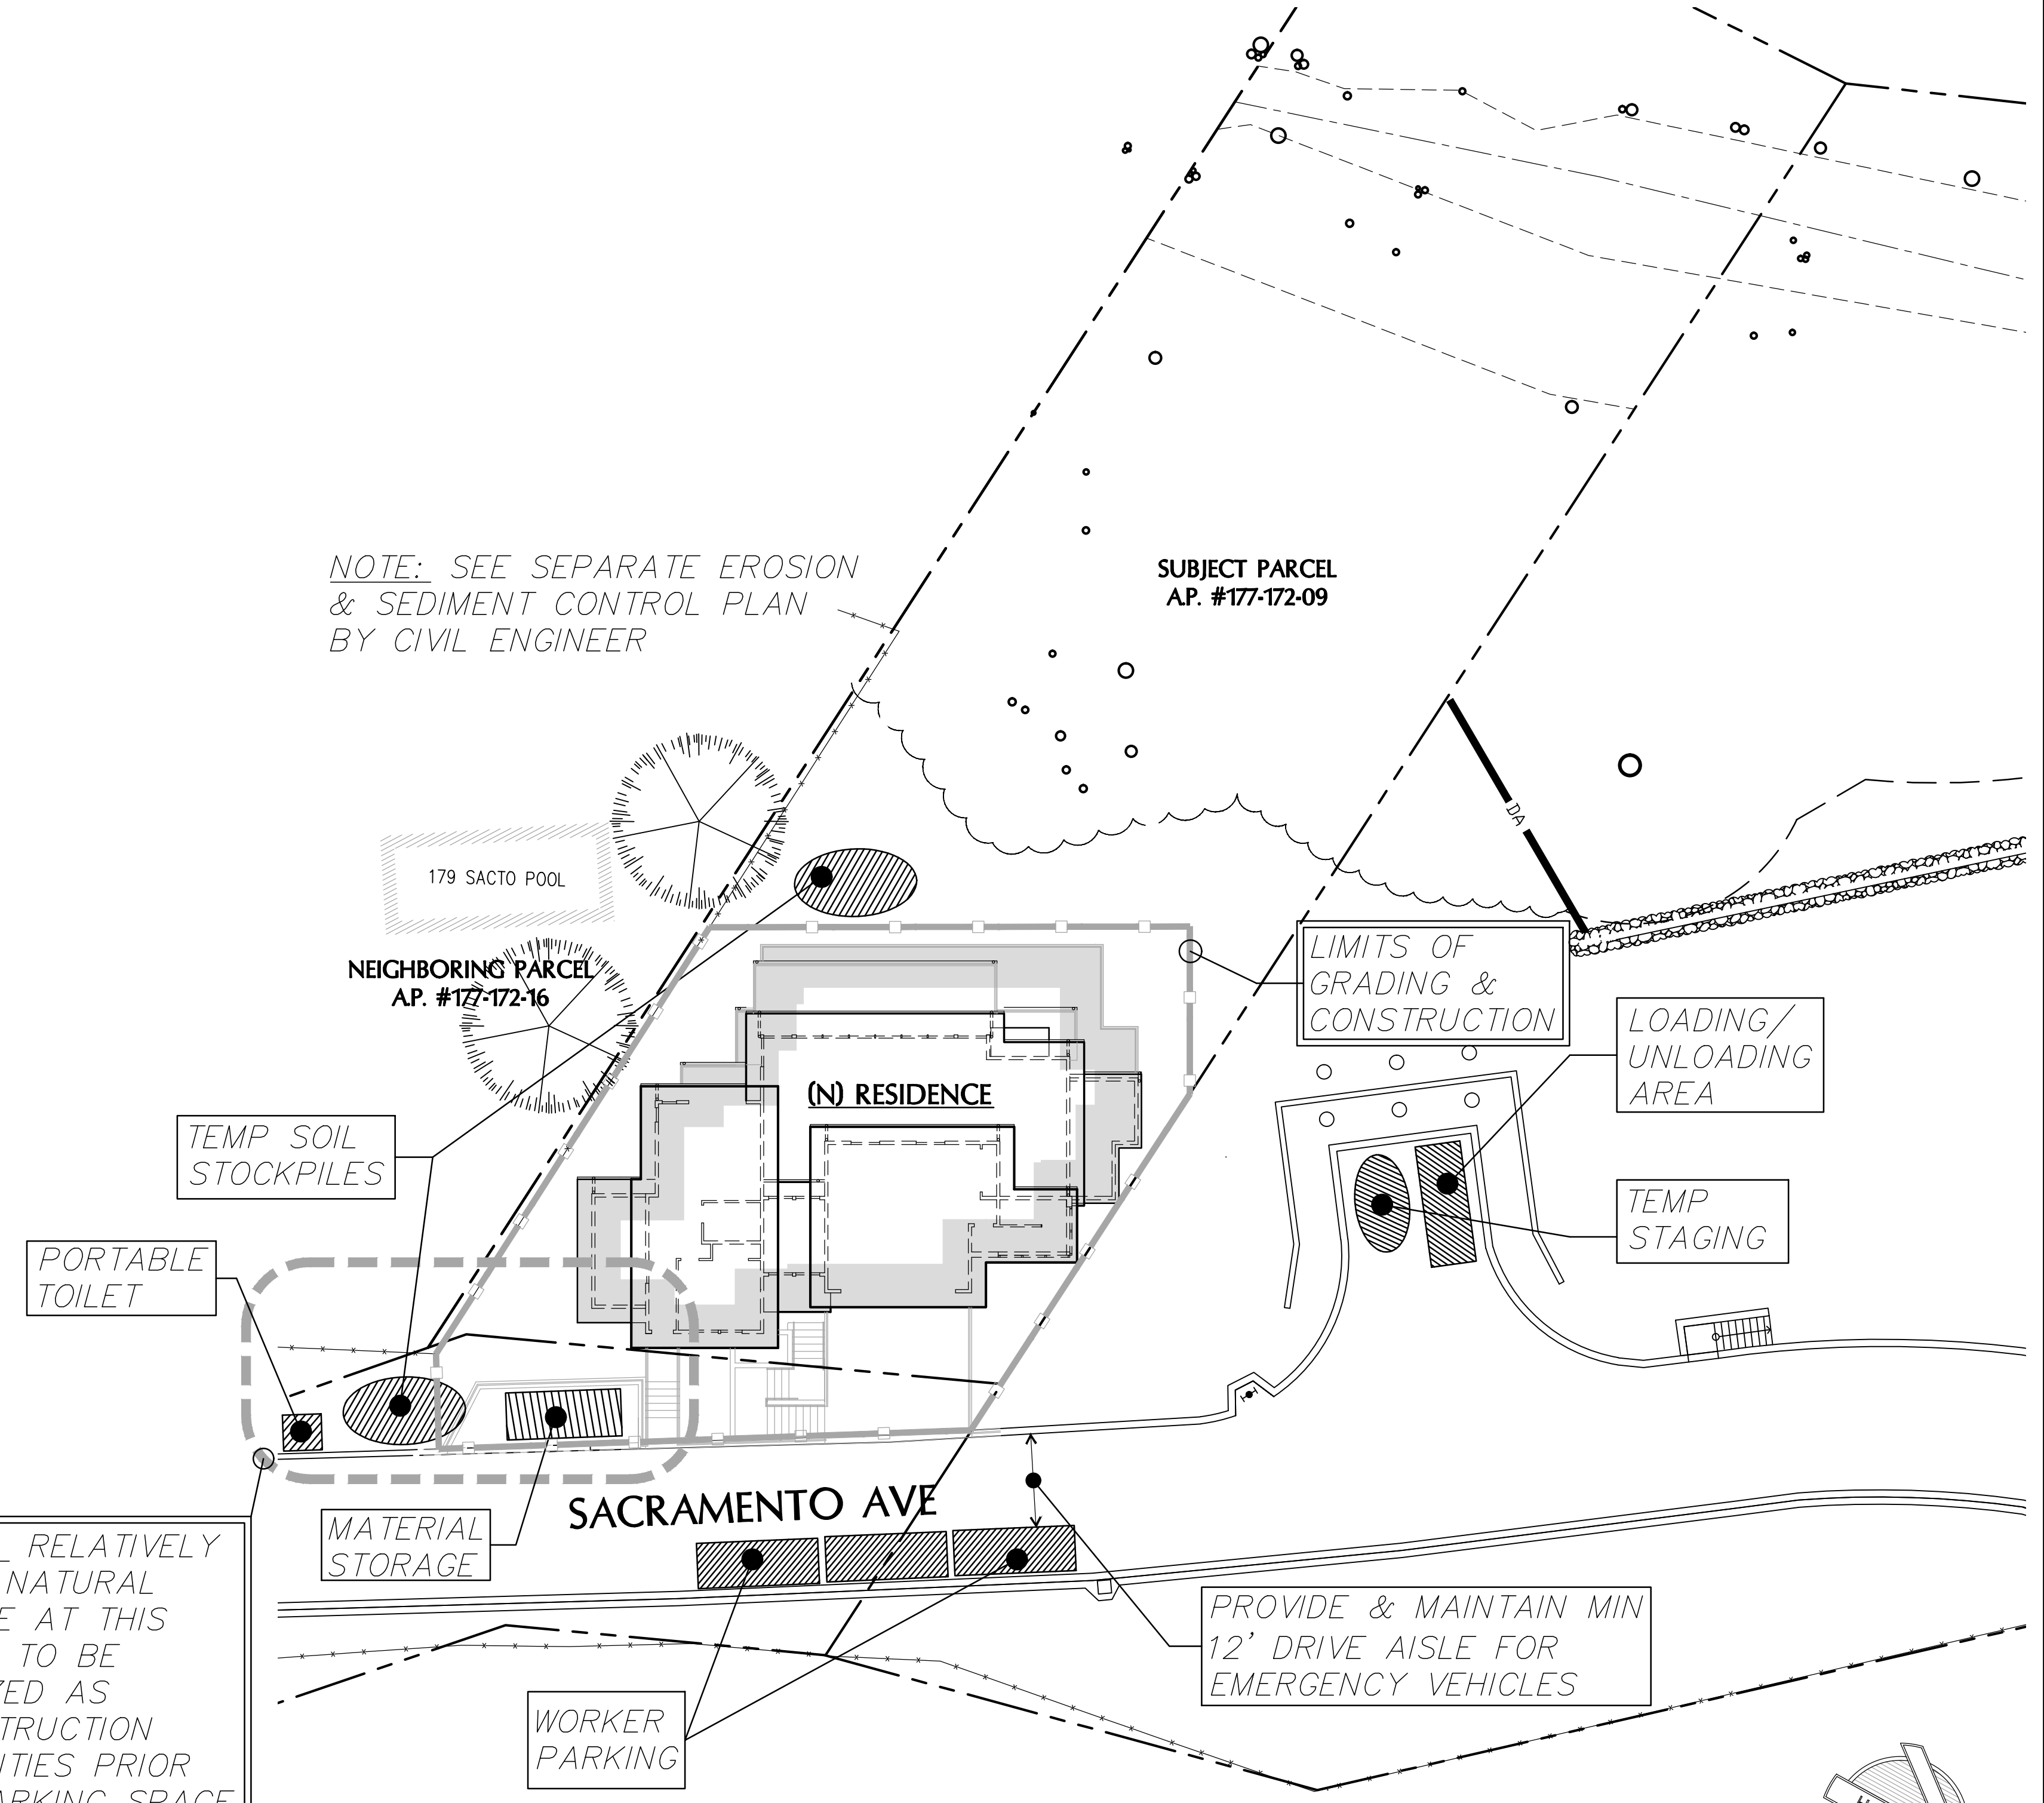 NOTE: SEE SEPARATE EROSION
& SEDIMENT CONTROL PLAN
BY CIVIL ENGINEER
SUBJECT PARCEL
A.P. #177-172-09
DA
179 SACTO POOL
NEIGHBORING PARCEL
A.P. #177-172-16
LIMITS OF
GRADING &
CONSTRUCTION
LOADING/
UNLOADING
AREA
(N) RESIDENCE
TEMP SOIL
STOCKPILES
TEMP
STAGING
PORTABLE
TOILET
SACRAMENTO AVE
MATERIAL
STORAGE
RELATIVELY
NATURAL
AT THIS
TO BE
AS
PRIOR
SPACE
PROVIDE & MAINTAIN MIN
12' DRIVE AISLE FOR
EMERGENCY VEHICLES
WORKER
PARKING